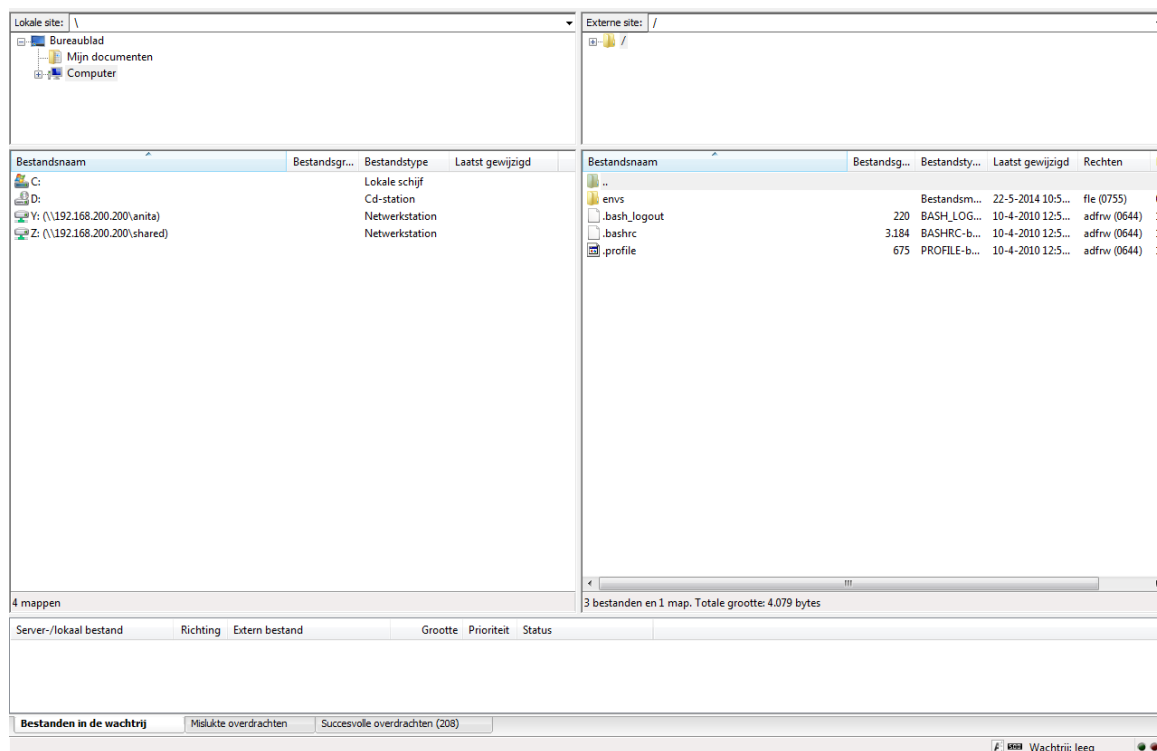 Lokale site: \
Externe site: /
Bureaublad
Mijn documenten
Computer
/
Bestandsnaam Bestandsgr... Bestandstype Laatst gewijzigd
C: Lokale schijf
D: Cd-station
Y: (\\192.168.200.200\anita) Netwerkstation
Z: (\\192.168.200.200\shared) Netwerkstation
4 mappen
Bestandsnaam Bestandsg... Bestandsty... Laatst gewijzigd Rechten
..
envs Bestandsm... 22-5-2014 10:5... fle (0755)
.bash_logout 220 BASH_LOG... 10-4-2010 12:5... adfrw (0644)
.bashrc 3.184 BASHRC-b... 10-4-2010 12:5... adfrw (0644)
.profile 675 PROFILE-b... 10-4-2010 12:5... adfrw (0644)
3 bestanden en 1 map. Totale grootte: 4.079 bytes
Server-/lokaal bestand Richting Extern bestand Grootte Prioriteit Status
Bestanden in de wachtrij Mislukte overdrachten Succesvolle overdrachten (208)
Wachtrij: leeg